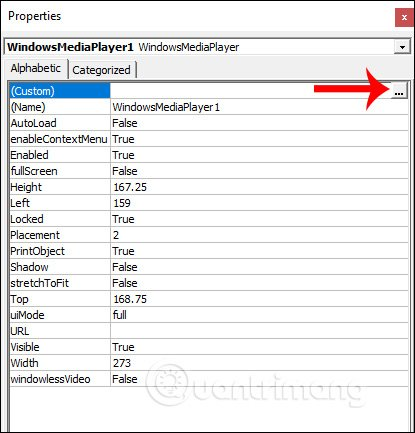 Properties
WindowsMediaPlayer1 WindowsMediaPlayer
Alphabetic Categorized
(Custom) ...
(Name) WindowsMediaPlayer1
AutoLoad False
enableContextMenu True
Enabled True
fullScreen False
Height 167.25
Left 159
Locked True
Placement 2
PrintObject True
Shadow False
stretchToFit False
Top 168.75
uiMode full
URL
Visible True
Width 273
windowlessVideo False
Quantrimang